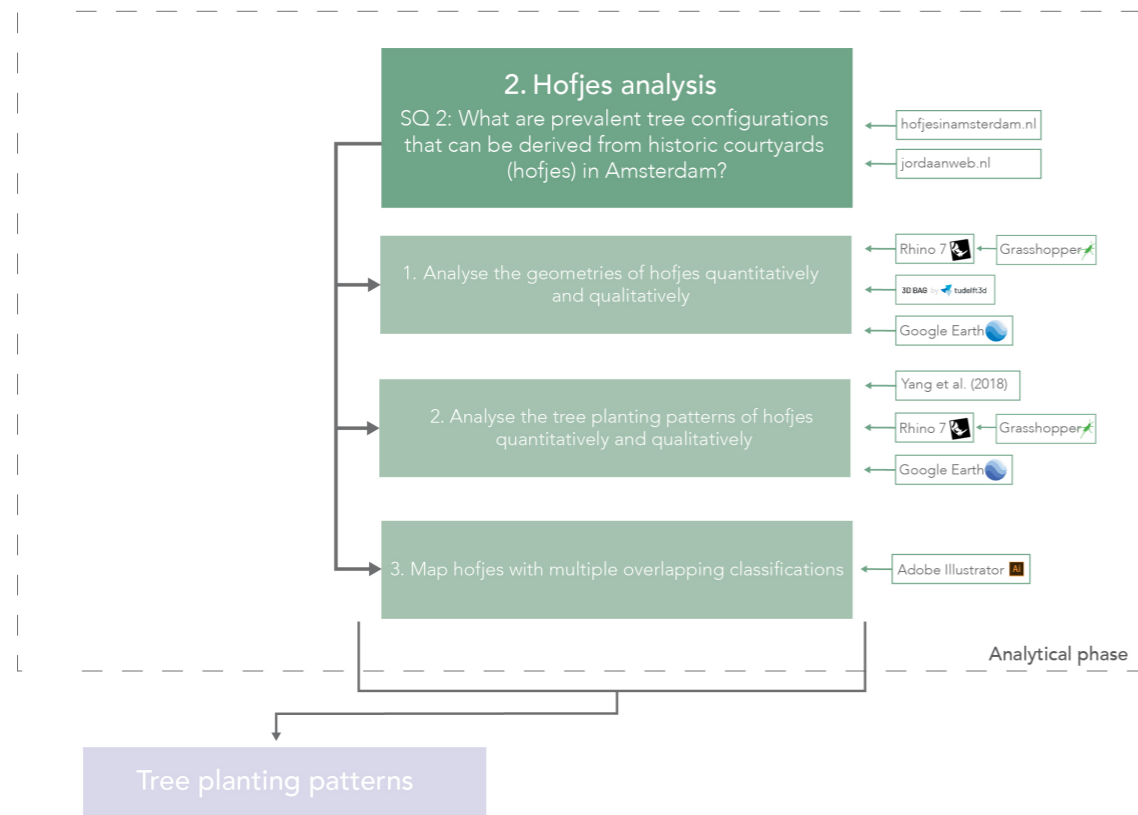 2. Hofjes analysis
SQ 2: What are prevalent tree configurations
that can be derived from historic courtyards
(hofjes) in Amsterdam?
hofjesinamsterdam.nl
jordaanweb.nl
1. Analyse the geometries of hofjes quantitatively
and qualitatively
Rhino 7
Grasshopper
3D BAG by tudelft3d
Google Earth
2. Analyse the tree planting patterns of hofjes
quantitatively and qualitatively
Yang et al. (2018)
Rhino 7
Grasshopper
Google Earth
3. Map hofjes with multiple overlapping classifications
Adobe Illustrator Ai
Analytical phase
Tree planting patterns